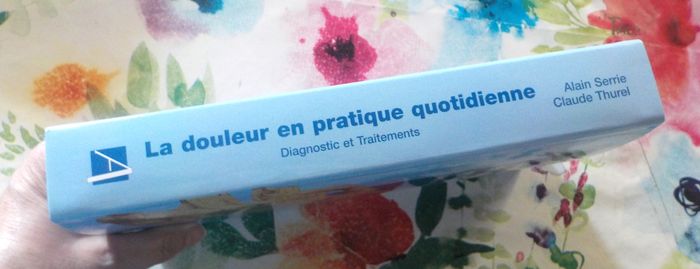 La douleur en pratique quotidienne
Diagnostic et Traitements
Alain Serrie
Claude Thurel